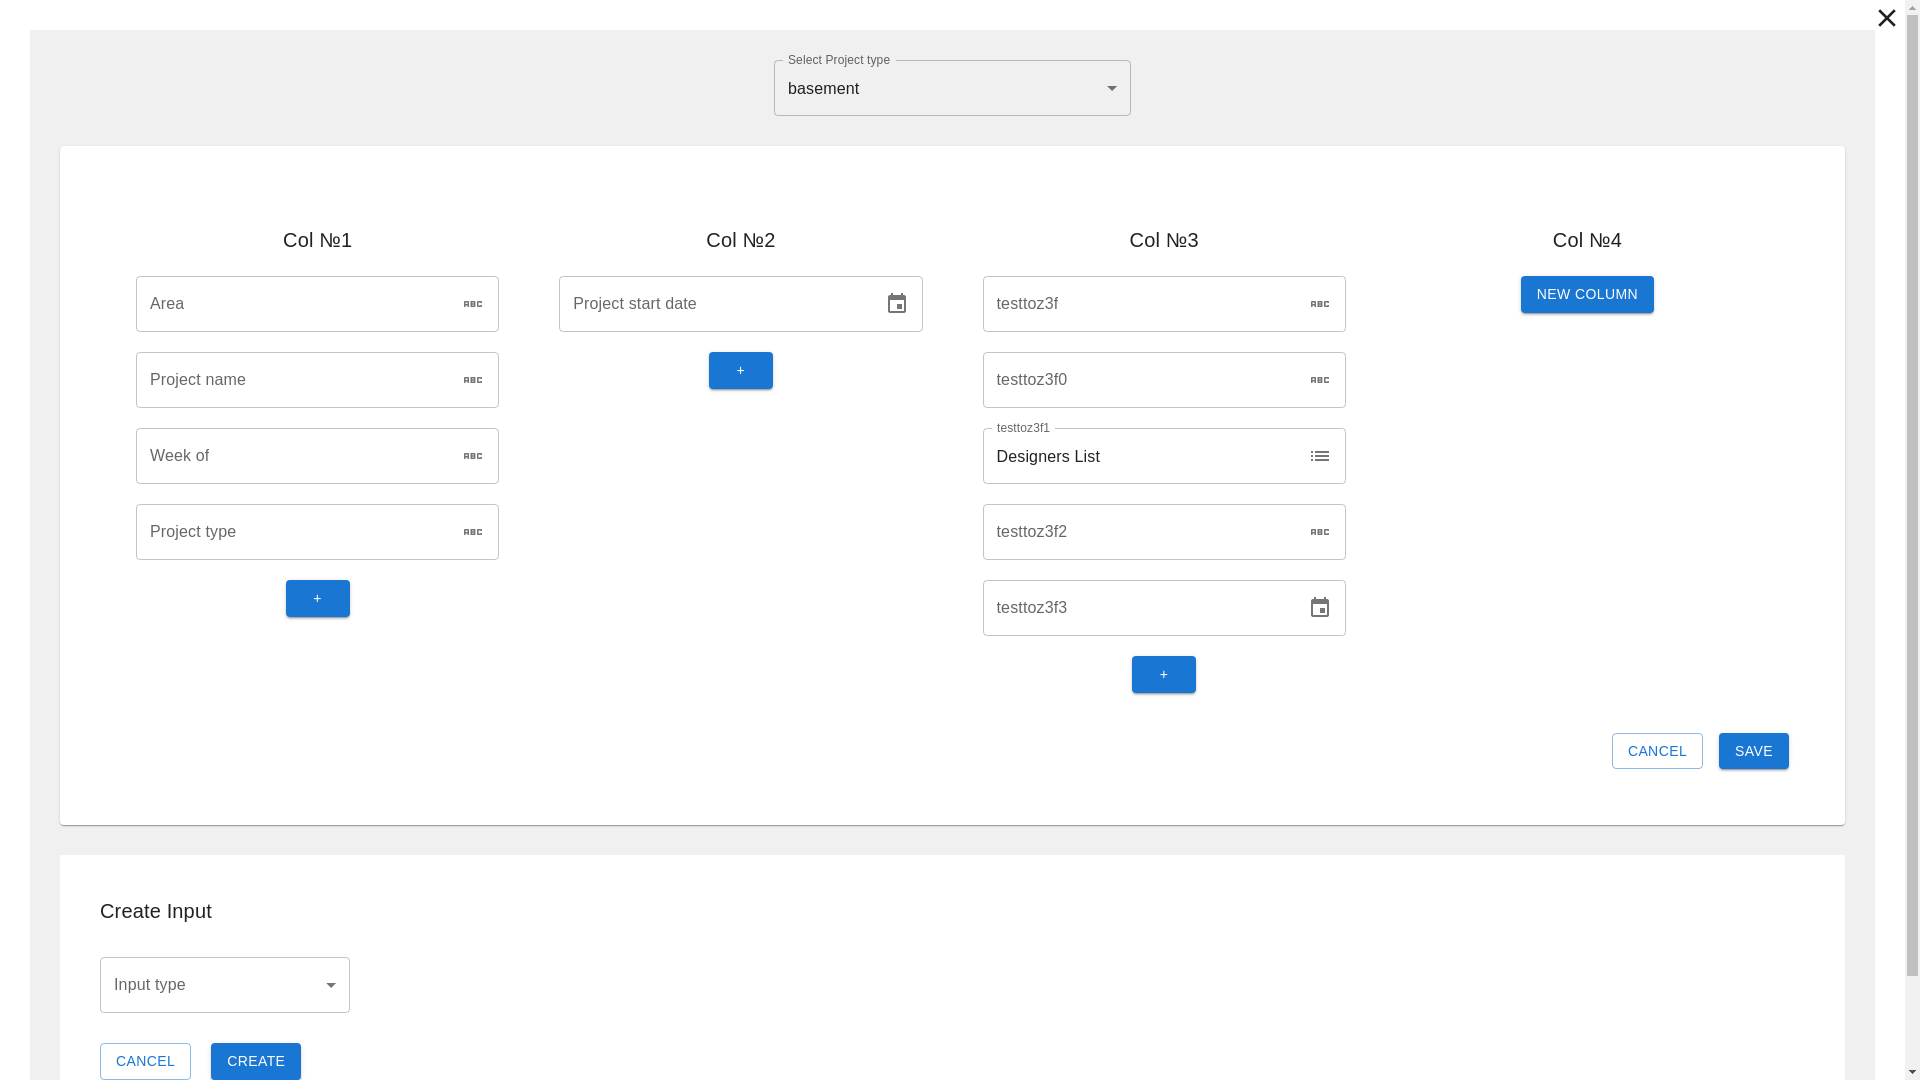 Select Project type
basement
Col №1
Col №2
Col №3
Col №4
Area
ABC
Project start date
testtoz3f
ABC
NEW COLUMN
Project name
ABC
+
testtoz3f0
ABC
Week of
ABC
testtoz3f1
Designers List
Project type
ABC
testtoz3f2
ABC
+
testtoz3f3
+
CANCEL
SAVE
Create Input
Input type
CANCEL
CREATE